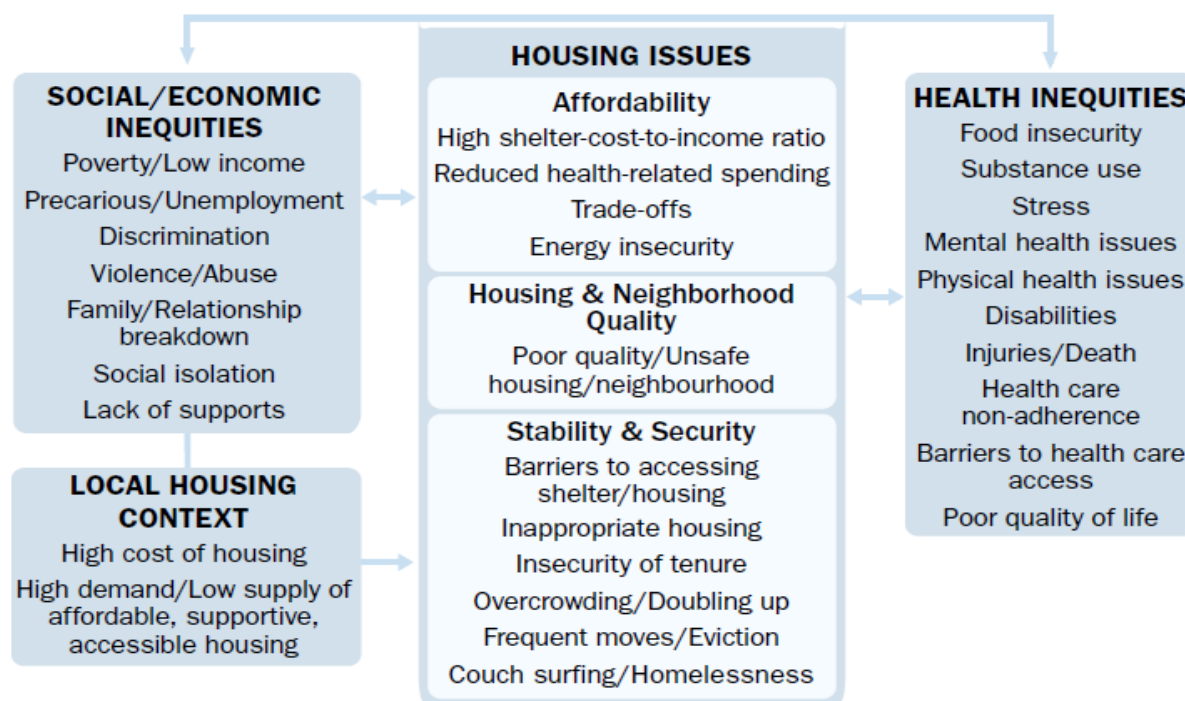 SOCIAL/ECONOMIC
INEQUITIES
Poverty/Low income
Precarious/Unemployment
Discrimination
Violence/Abuse
Family/Relationship
breakdown
Social isolation
Lack of supports
LOCAL HOUSING
CONTEXT
High cost of housing
High demand/Low supply of
affordable, supportive,
accessible housing
HOUSING ISSUES
Affordability
High shelter-cost-to-income ratio
Reduced health-related spending
Trade-offs
Energy insecurity
Housing & Neighborhood
Quality
Poor quality/Unsafe
housing/neighbourhood
Stability & Security
Barriers to accessing
shelter/housing
Inappropriate housing
Insecurity of tenure
Overcrowding/Doubling up
Frequent moves/Eviction
Couch surfing/Homelessness
HEALTH INEQUITIES
Food insecurity
Substance use
Stress
Mental health issues
Physical health issues
Disabilities
Injuries/Death
Health care
non-adherence
Barriers to health care
access
Poor quality of life